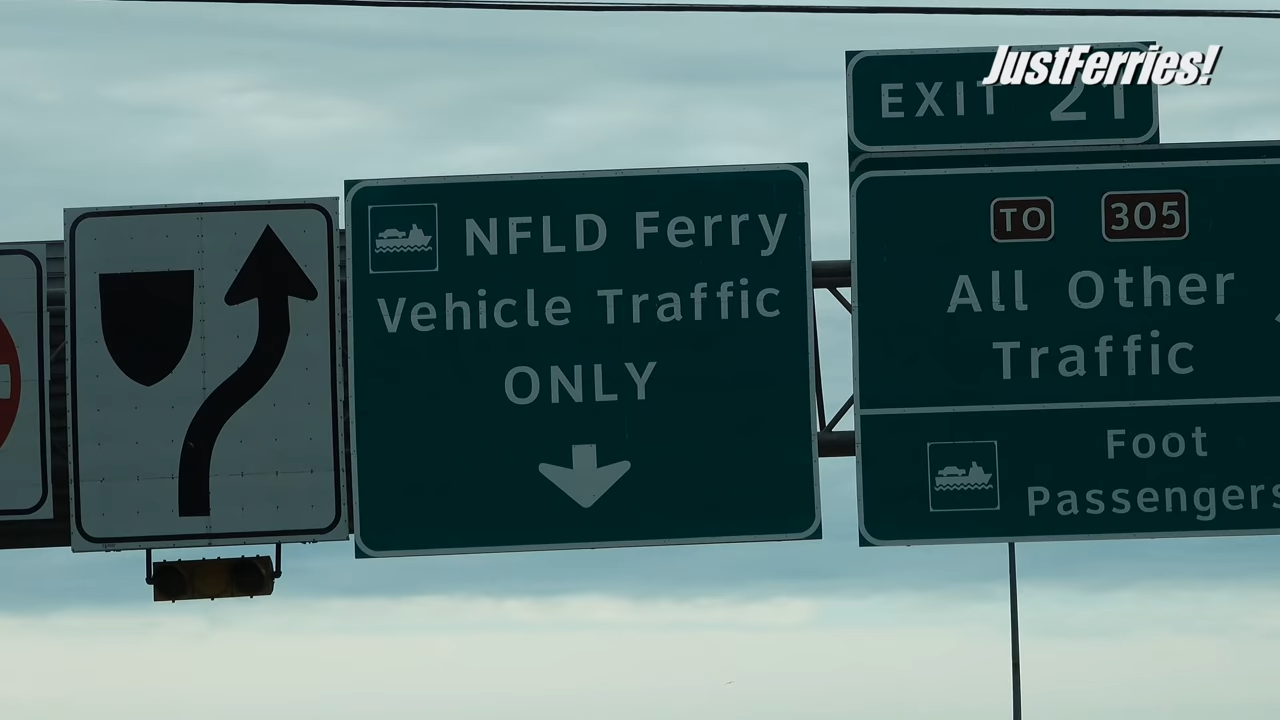 JustFerries!
EXIT 21
NFLD Ferry
Vehicle Traffic
ONLY
TO 305
All Other
Traffic
Foot
Passengers